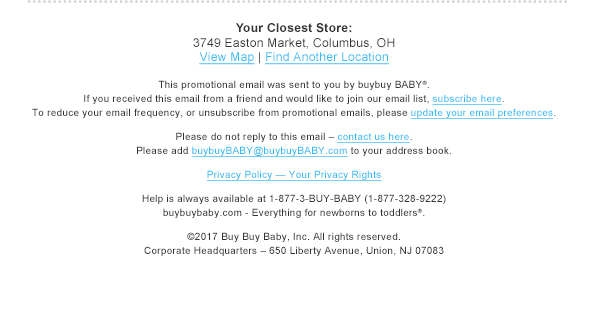 Your Closest Store:
3749 Easton Market, Columbus, OH
View Map | Find Another Location
This promotional email was sent to you by buybuy BABY®.
If you received this email from a friend and would like to join our email list, subscribe here.
To reduce your email frequency, or unsubscribe from promotional emails, please update your email preferences.
Please do not reply to this email – contact us here.
Please add buybuyBABY@buybuyBABY.com to your address book.
Privacy Policy — Your Privacy Rights
Help is always available at 1-877-3-BUY-BABY (1-877-328-9222)
buybuybaby.com - Everything for newborns to toddlers®.
©2017 Buy Buy Baby, Inc. All rights reserved.
Corporate Headquarters – 650 Liberty Avenue, Union, NJ 07083